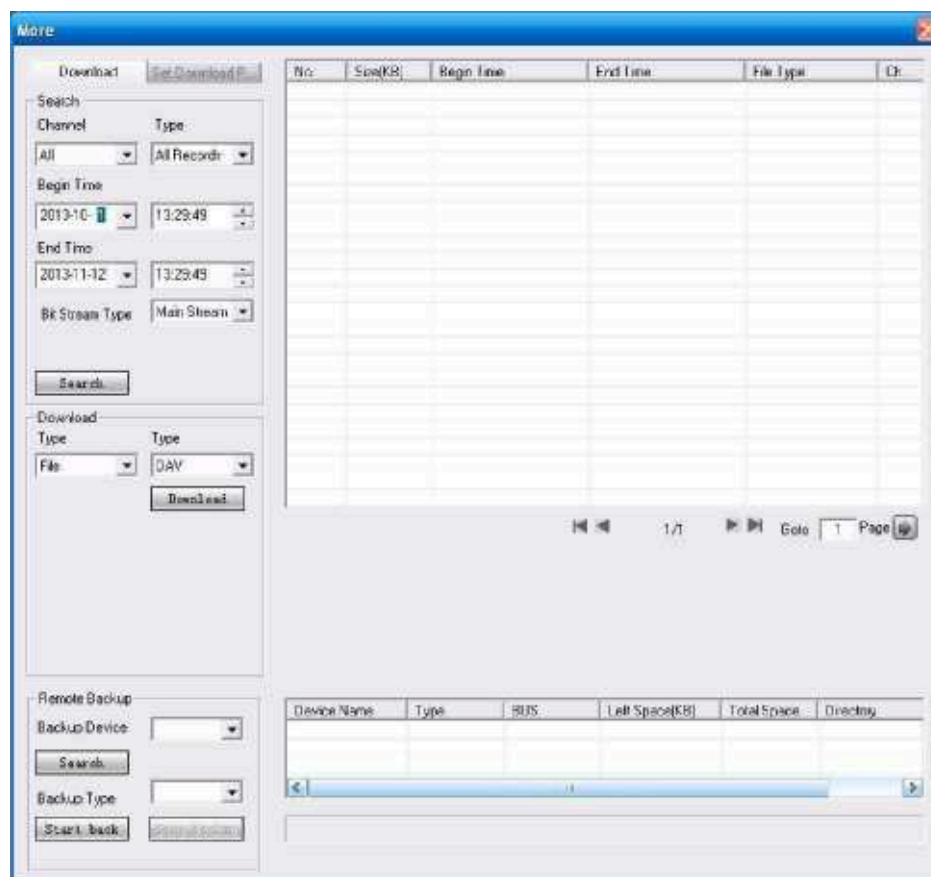 More
Download
No. Size(KB) Begin Time End Time File Type Ch...
Search
Channel Type
All All Recordr
Begin Time
2013-10- 13:29:49
End Time
2013-11-12 13:29:49
Bit Stream Type Main Stream
Search
Download
Type Type
File DAV
Download
1/1 Goto 1 Page
Remote Backup
Device Name Type BUS Left Space(KB) Total Space Directory
Backup Device
Search
Backup Type
Start back